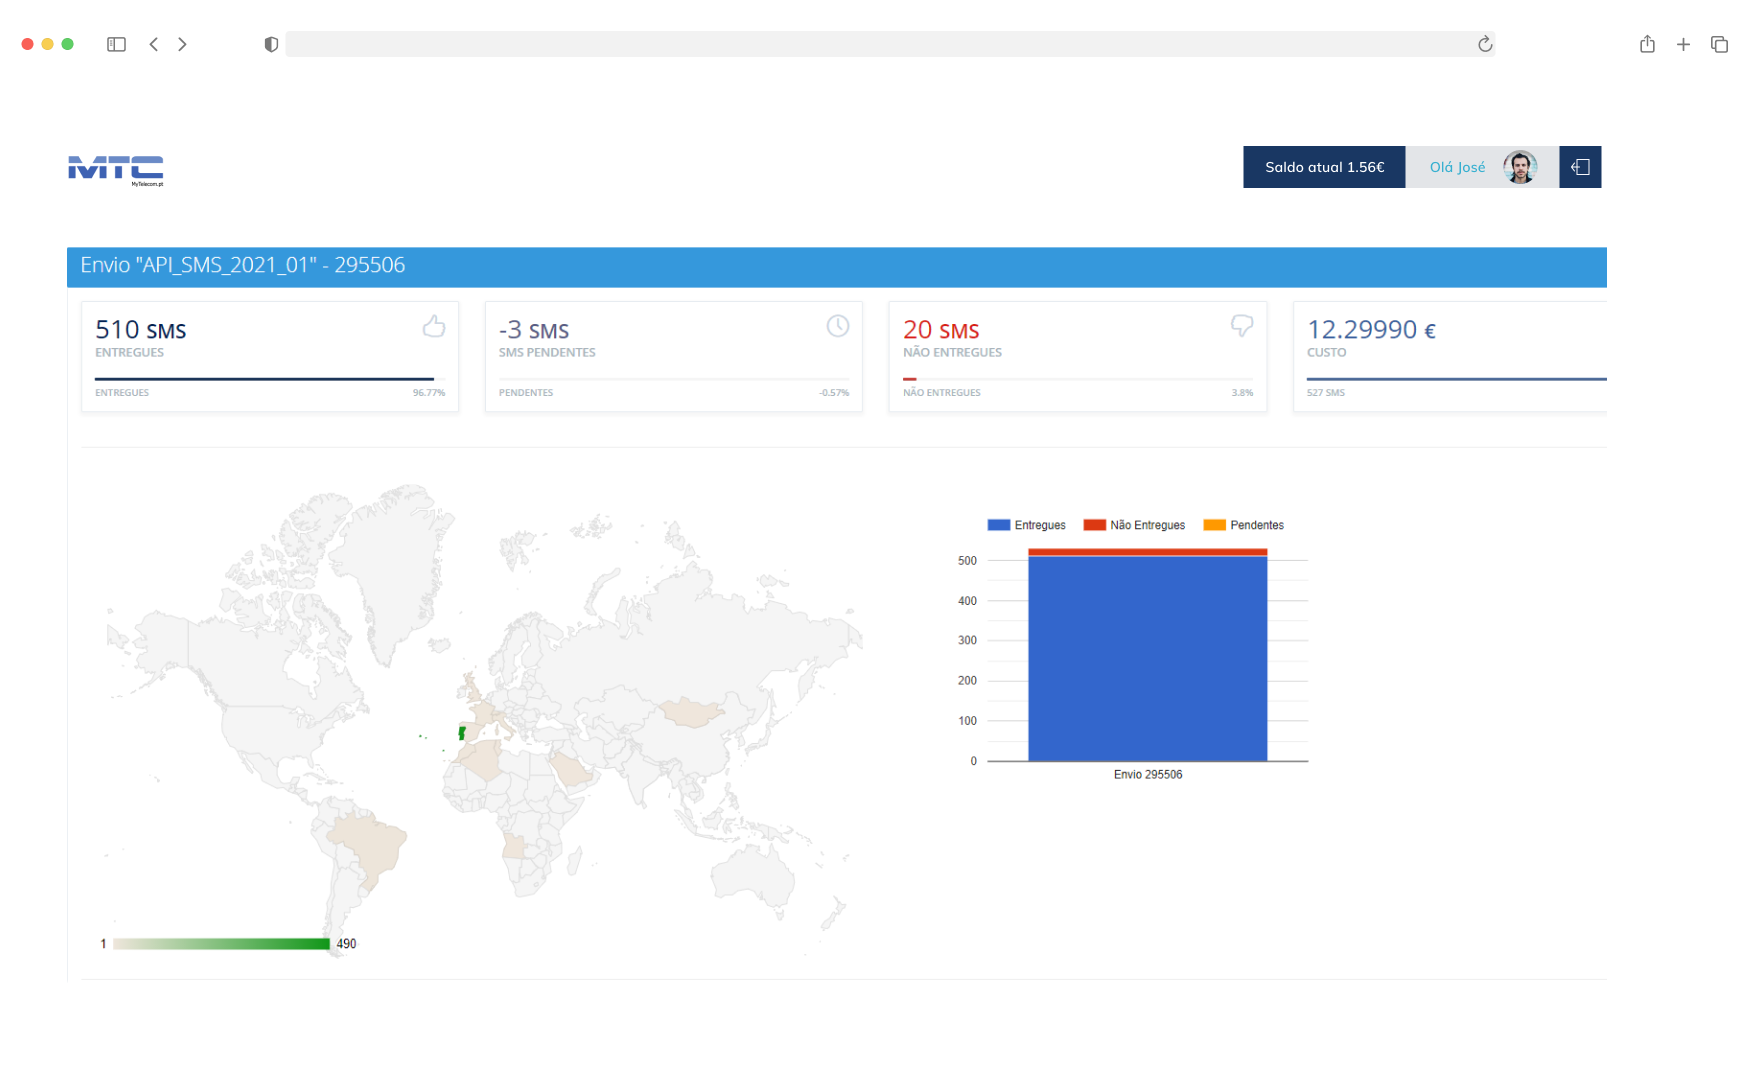 MTC
MyTelecom.pt
Saldo atual 1.56€
Olá José
Envio "API_SMS_2021_01" - 295506
510 SMS
ENTREGUES
ENTREGUES 96.77%
-3 SMS
SMS PENDENTES
PENDENTES -0.57%
20 SMS
NÃO ENTREGUES
NÃO ENTREGUES 3.8%
12.29990 €
CUSTO
527 SMS
1 490
Entregues Não Entregues Pendentes
500
400
300
200
100
0
Envio 295506